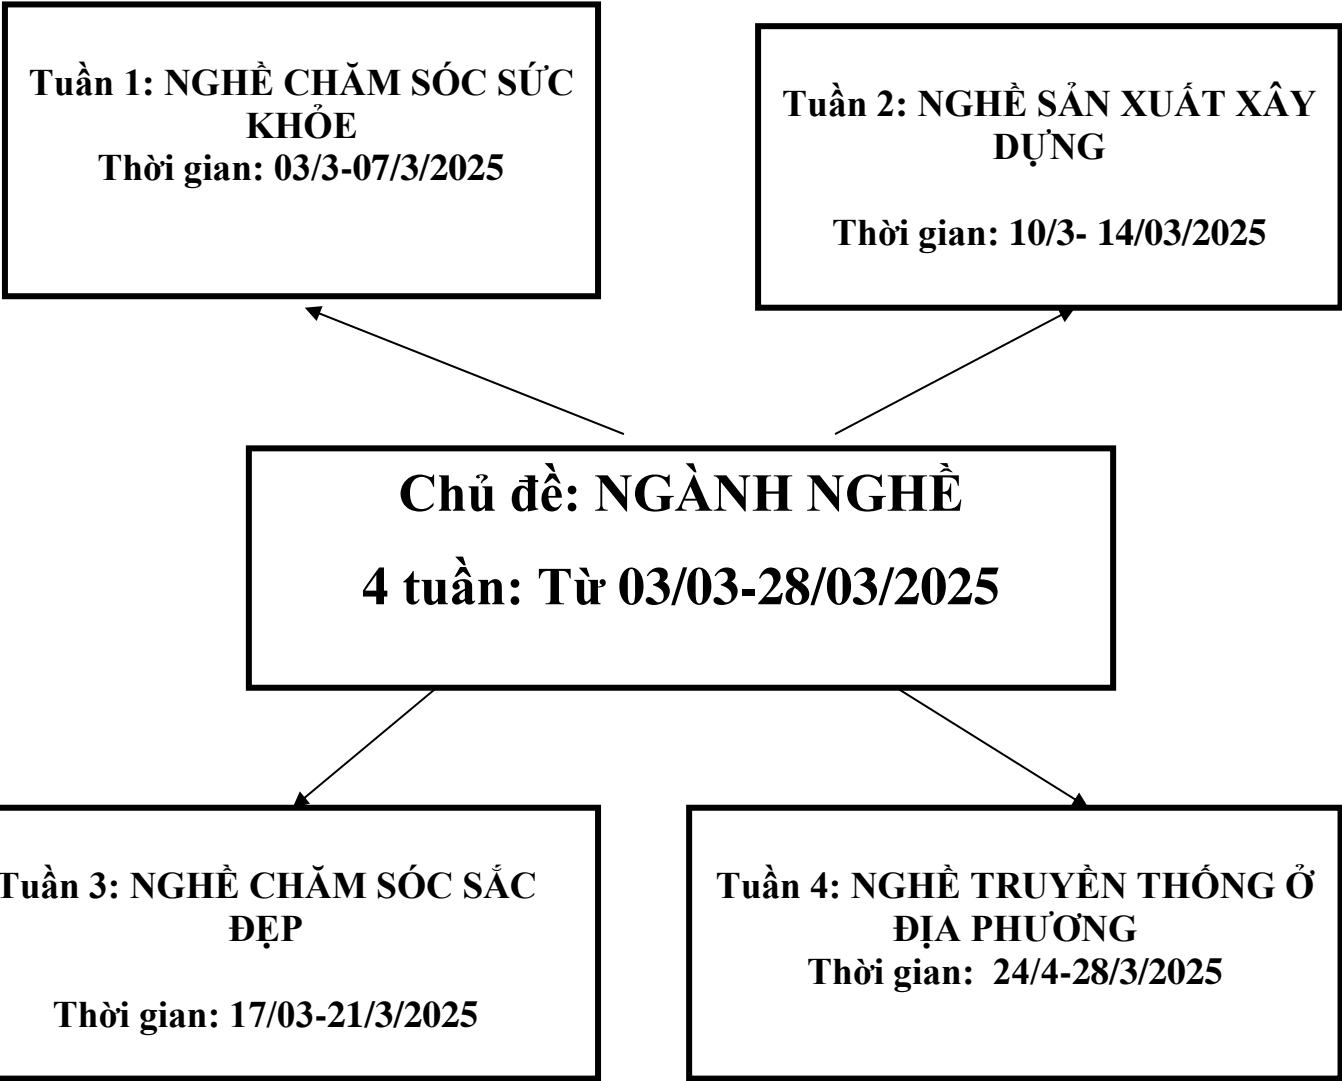 Tuần 1: NGHỀ CHĂM SÓC SỨC
KHỎE
Thời gian: 03/3-07/3/2025
Tuần 2: NGHỀ SẢN XUẤT XÂY
DỰNG
Thời gian: 10/3- 14/03/2025
Chủ đề: NGÀNH NGHỀ
4 tuần: Từ 03/03-28/03/2025
Tuần 3: NGHỀ CHĂM SÓC SẮC
ĐẸP
Thời gian: 17/03-21/3/2025
Tuần 4: NGHỀ TRUYỀN THỐNG Ở
ĐỊA PHƯƠNG
Thời gian:  24/4-28/3/2025